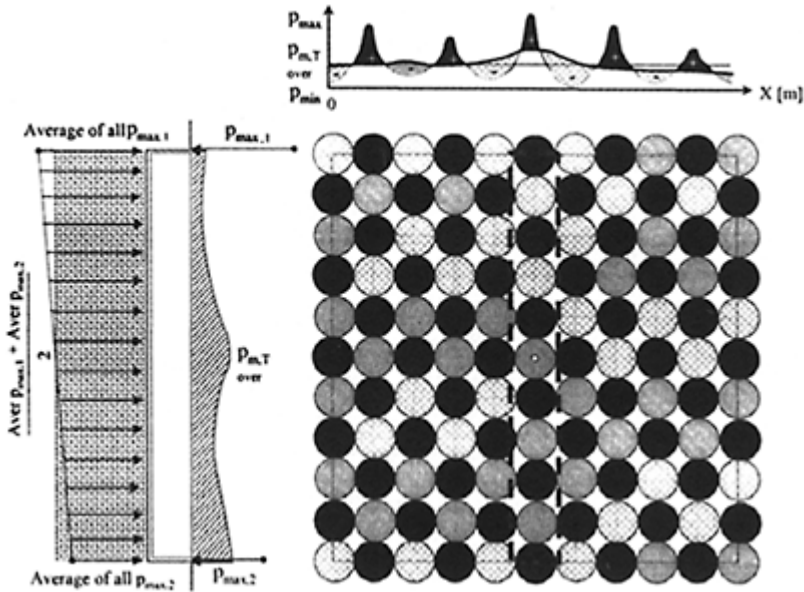 Pmax
Pm,T
over
Pmin
0
X [m]
Average of all Pmax,1
Pmax,1
Aver Pmax,1 + Aver Pmax,2
2
Pm,T
over
Average of all Pmax,2
Pmax,2